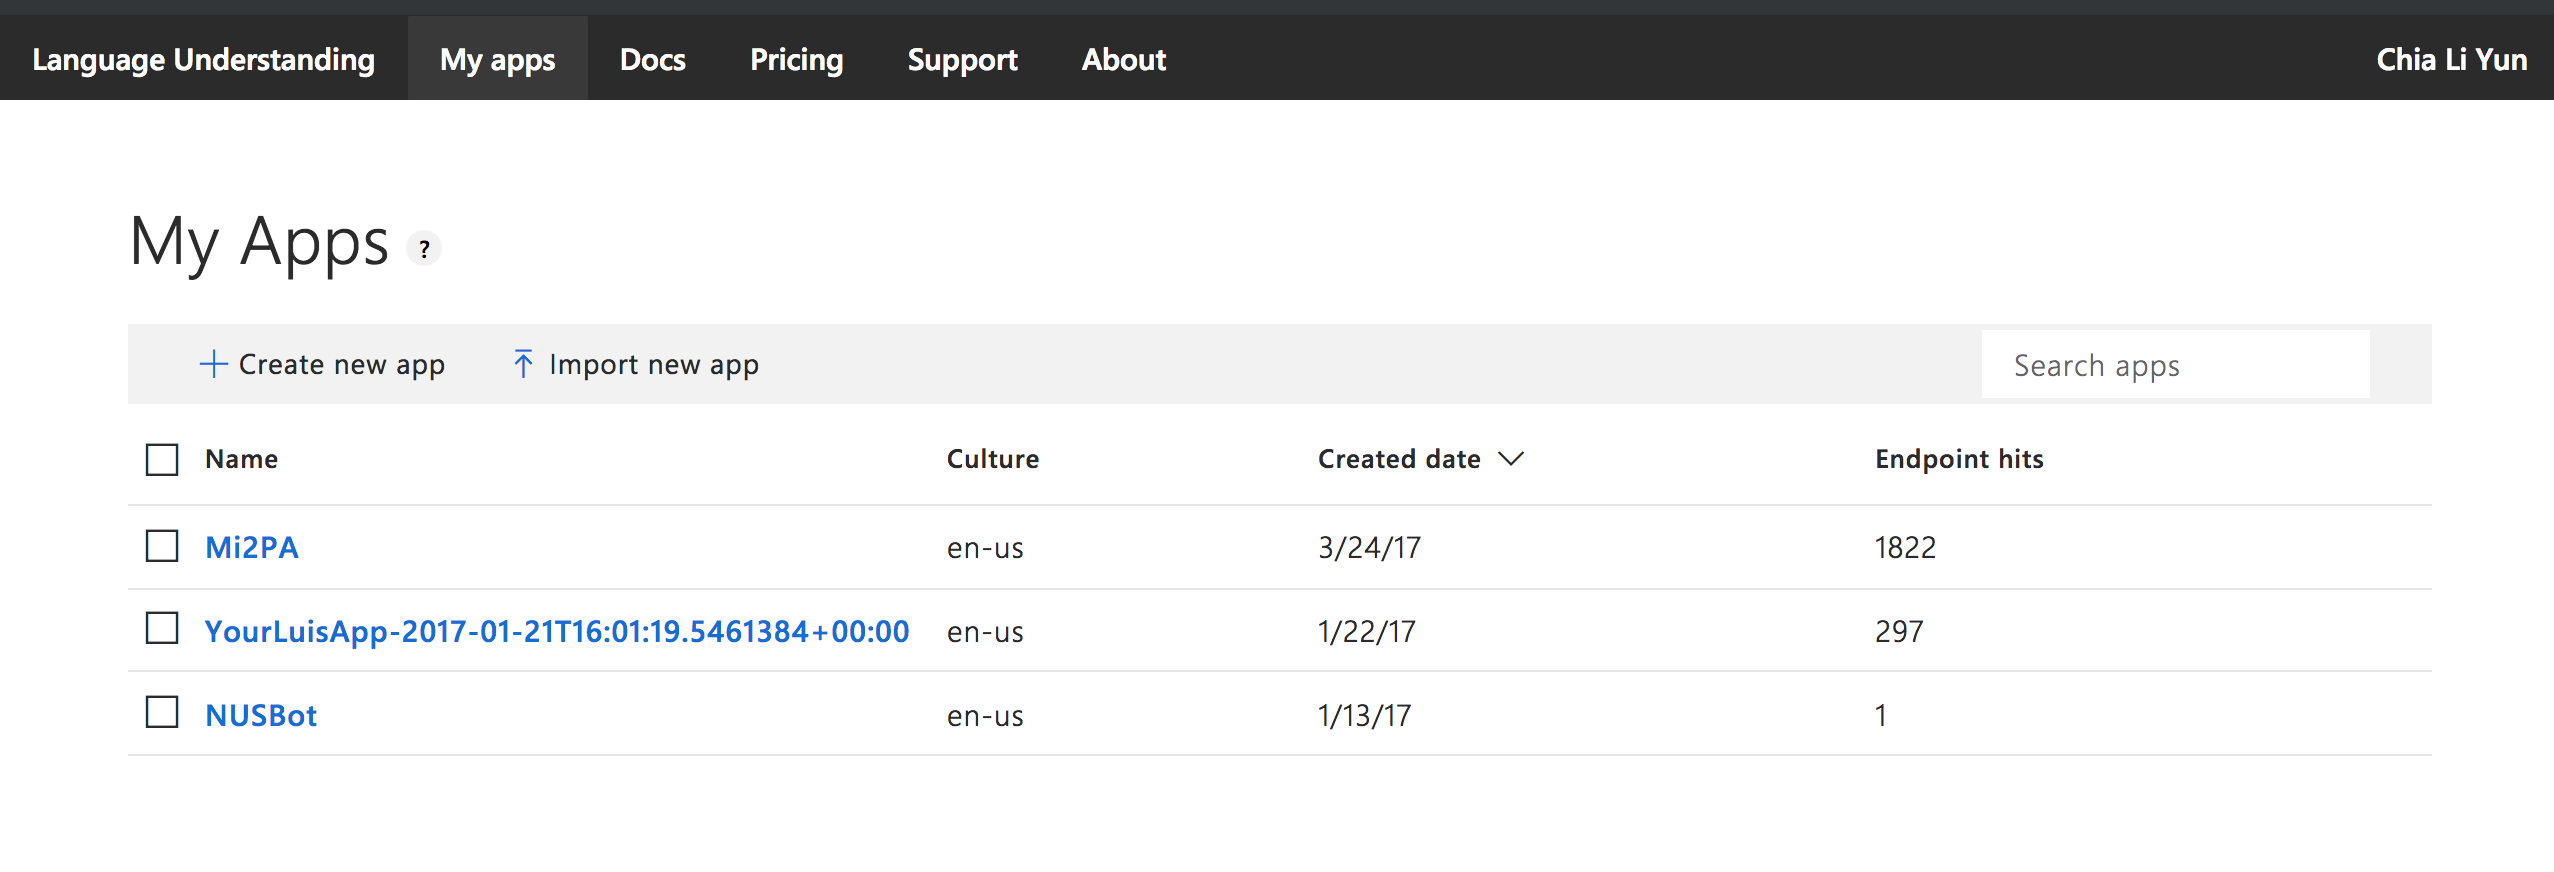 Language Understanding My apps Docs Pricing Support About Chia Li Yun
My Apps ?
Create new app Import new app Search apps
Name Culture Created date Endpoint hits
Mi2PA en-us 3/24/17 1822
YourLuisApp-2017-01-21T16:01:19.5461384+00:00 en-us 1/22/17 297
NUSBot en-us 1/13/17 1